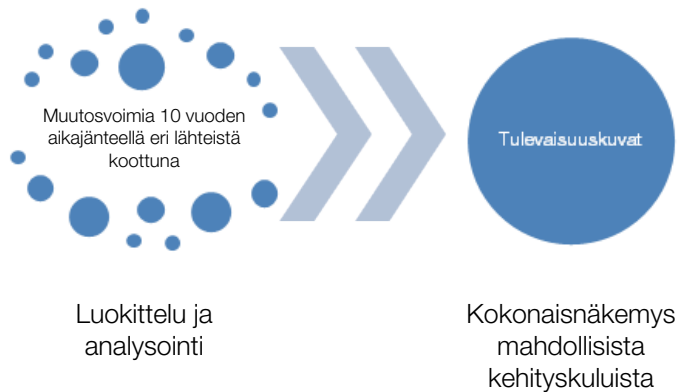 Muutosvoimia 10 vuoden
aikajänteellä eri lähteistä
koottuna
Tulevaisuuskuvat
Luokittelu ja
analysointi
Kokonaisnäkemys
mahdollisista
kehityskuluista